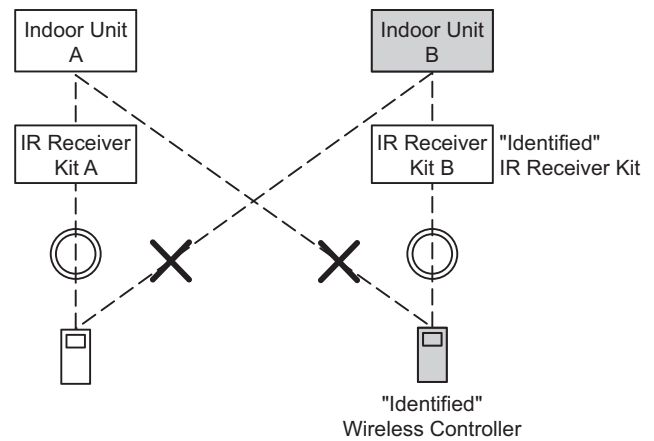 Indoor Unit
A
Indoor Unit
B
IR Receiver
Kit A
IR Receiver
Kit B
"Identified"
IR Receiver Kit
"Identified"
Wireless Controller